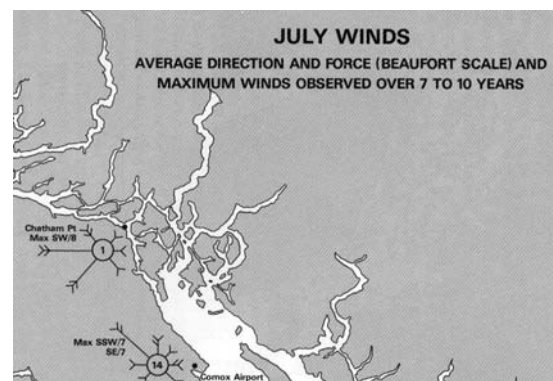 JULY WINDS
AVERAGE DIRECTION AND FORCE (BEAUFORT SCALE) AND
MAXIMUM WINDS OBSERVED OVER 7 TO 10 YEARS
Chatham Pt
Max SW/8
1
Max SSW/7
SE/7
14
Comox Airport